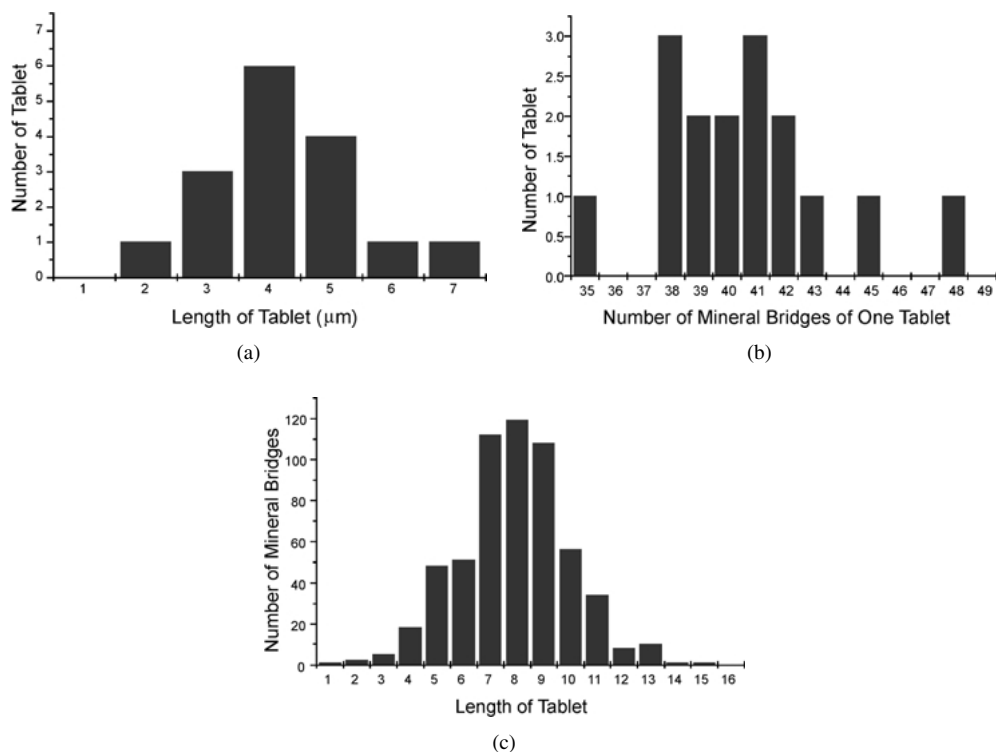 7
6
5
4
3
2
1
0
Number of Tablet
1 2 3 4 5 6 7
Length of Tablet (μm)
(a)
3.0
2.5
2.0
1.5
1.0
0.5
0.0
Number of Tablet
35 36 37 38 39 40 41 42 43 44 45 46 47 48 49
Number of Mineral Bridges of One Tablet
(b)
120
100
80
60
40
20
0
Number of Mineral Bridges
1 2 3 4 5 6 7 8 9 10 11 12 13 14 15 16
Length of Tablet
(c)